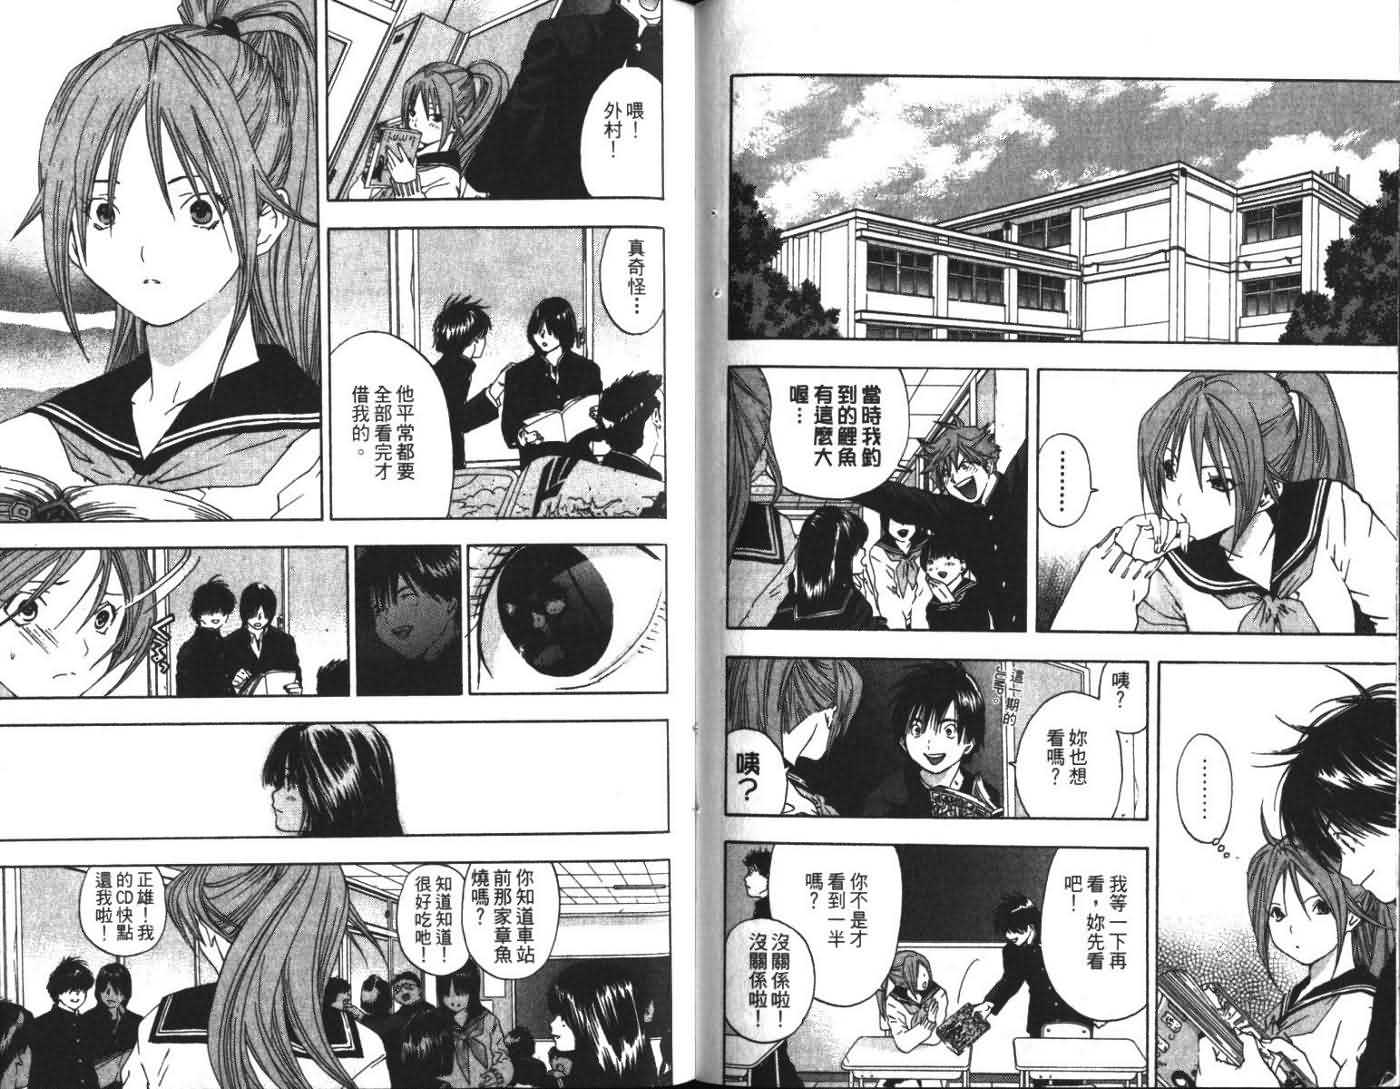 ………
當時我釣
到的鯉魚
有這麼大
喔…
………
咦？
妳也想
看嗎？
這一期的
咦？
我等一下再
看，妳先看
吧！
你不是才
看到一半
嗎？
沒關係啦！
沒關係啦！
喂！
外村！
真奇怪…
他平常都要
全部看完才
借我的。
你知道車站
前那家章魚
燒嗎？
知道知道！
很好吃吔！
正雄！我
的CD快點
還我啦！